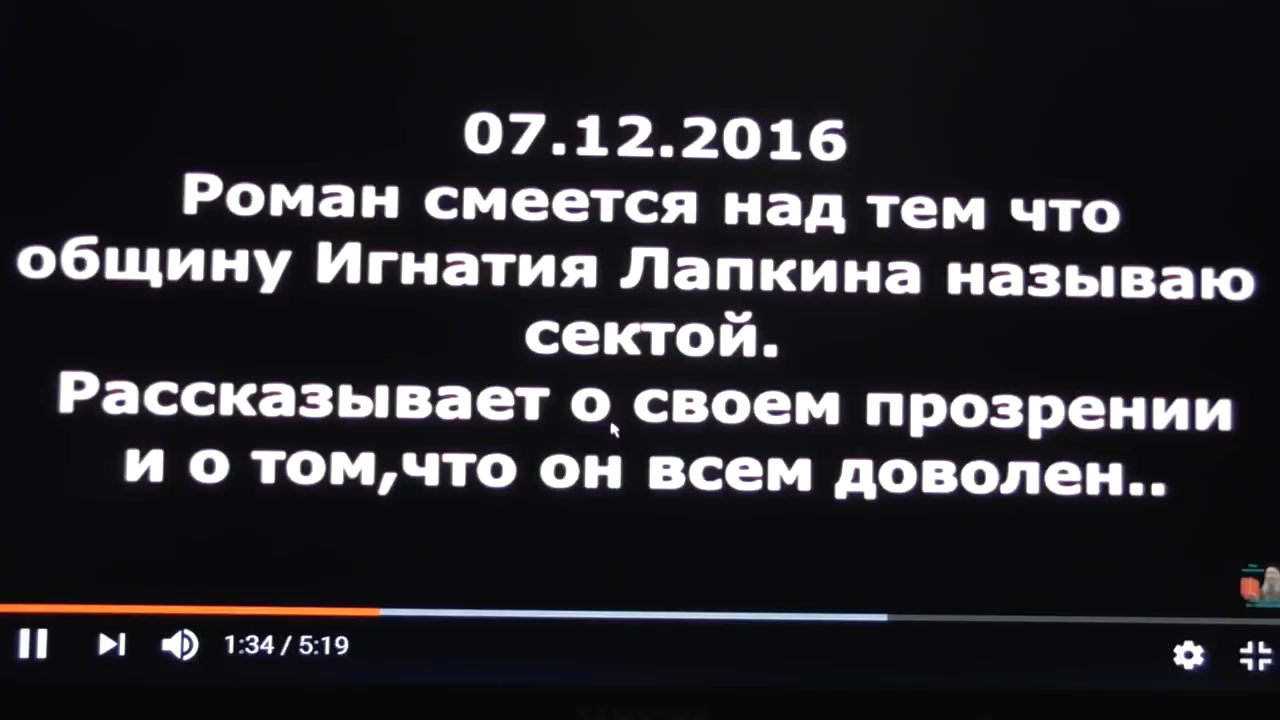 07.12.2016
Роман смеется над тем что
общину Игнатия Лапкина называю
сектой.
Рассказывает о своем прозрении
и о том,что он всем доволен..
1:34 / 5:19